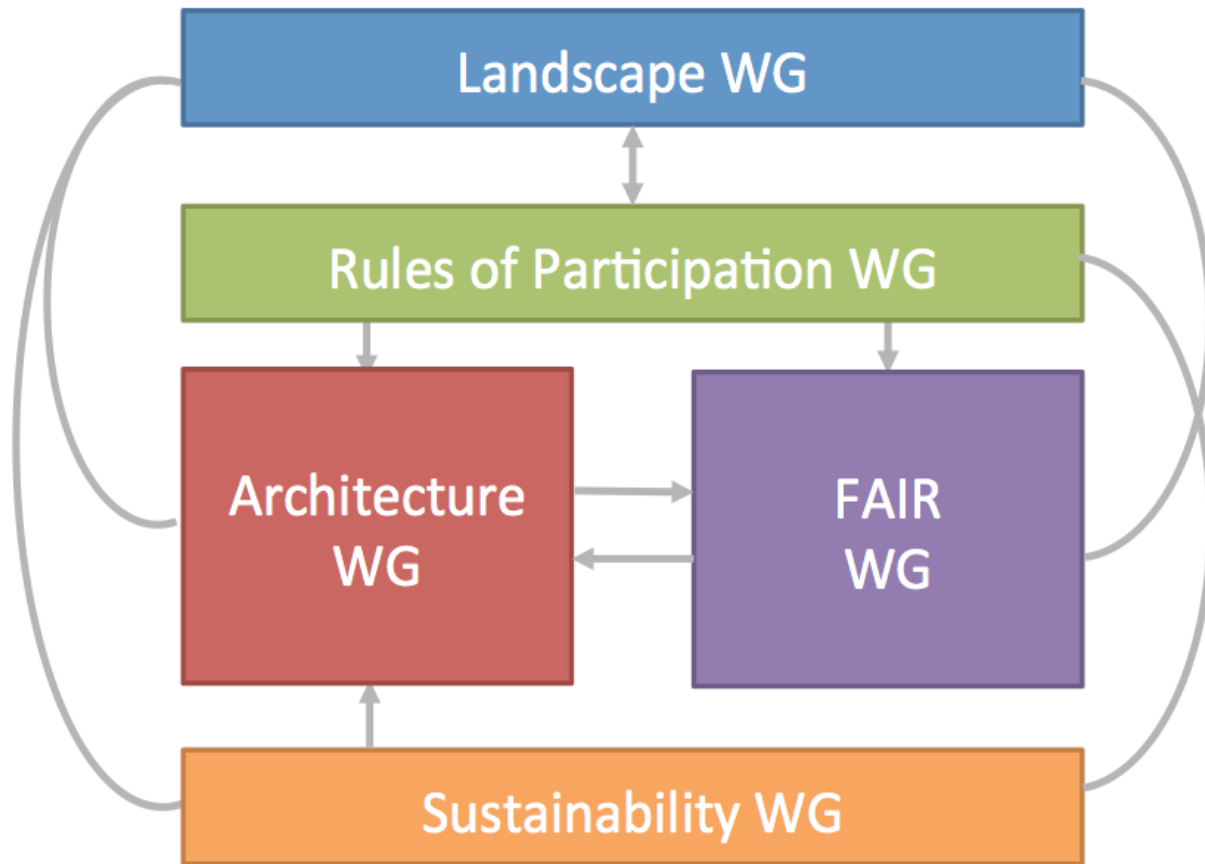 Landscape WG
Rules of Participation WG
Architecture
WG
FAIR
WG
Sustainability WG